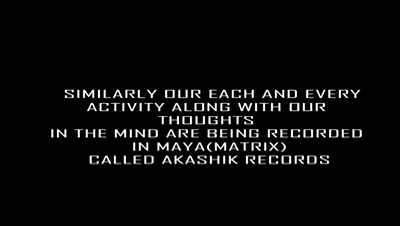 SIMILARLY OUR EACH AND EVERY
ACTIVITY ALONG WITH OUR
THOUGHTS
IN THE MIND ARE BEING RECORDED
IN MAYA(MATRIX)
CALLED AKASHIK RECORDS